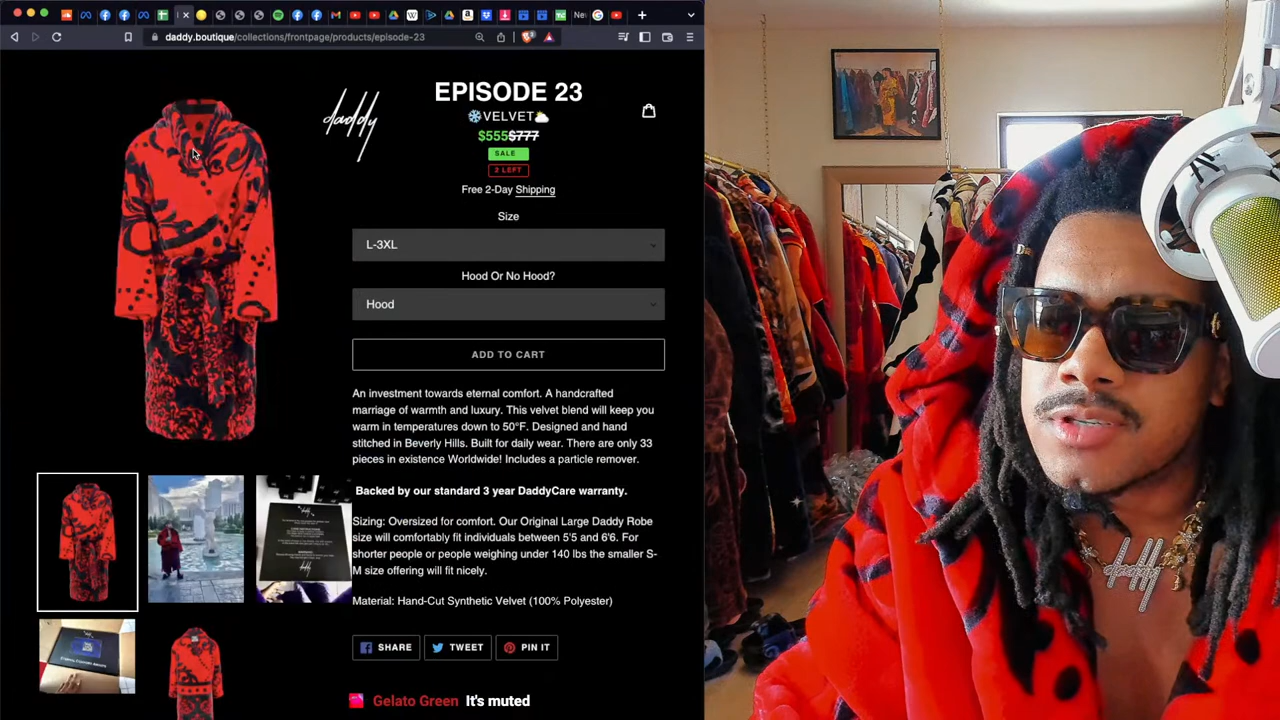 New
daddy.boutique/collections/frontpage/products/episode-23
daddy
EPISODE 23
❄️VELVET🌥️
$555$777
SALE
2 LEFT
Free 2-Day Shipping
Size
L-3XL
Hood Or No Hood?
Hood
ADD TO CART
An investment towards eternal comfort. A handcrafted
marriage of warmth and luxury. This velvet blend will keep you
warm in temperatures down to 50°F. Designed and hand
stitched in Beverly Hills. Built for daily wear. There are only 33
pieces in existence Worldwide! Includes a particle remover.
Backed by our standard 3 year DaddyCare warranty.
Sizing: Oversized for comfort. Our Original Large Daddy Robe
size will comfortably fit individuals between 5'5 and 6'6. For
shorter people or people weighing under 140 lbs the smaller S-
M size offering will fit nicely.
Material: Hand-Cut Synthetic Velvet (100% Polyester)
SHARE
TWEET
PIN IT
Gelato Green It's muted
daddy